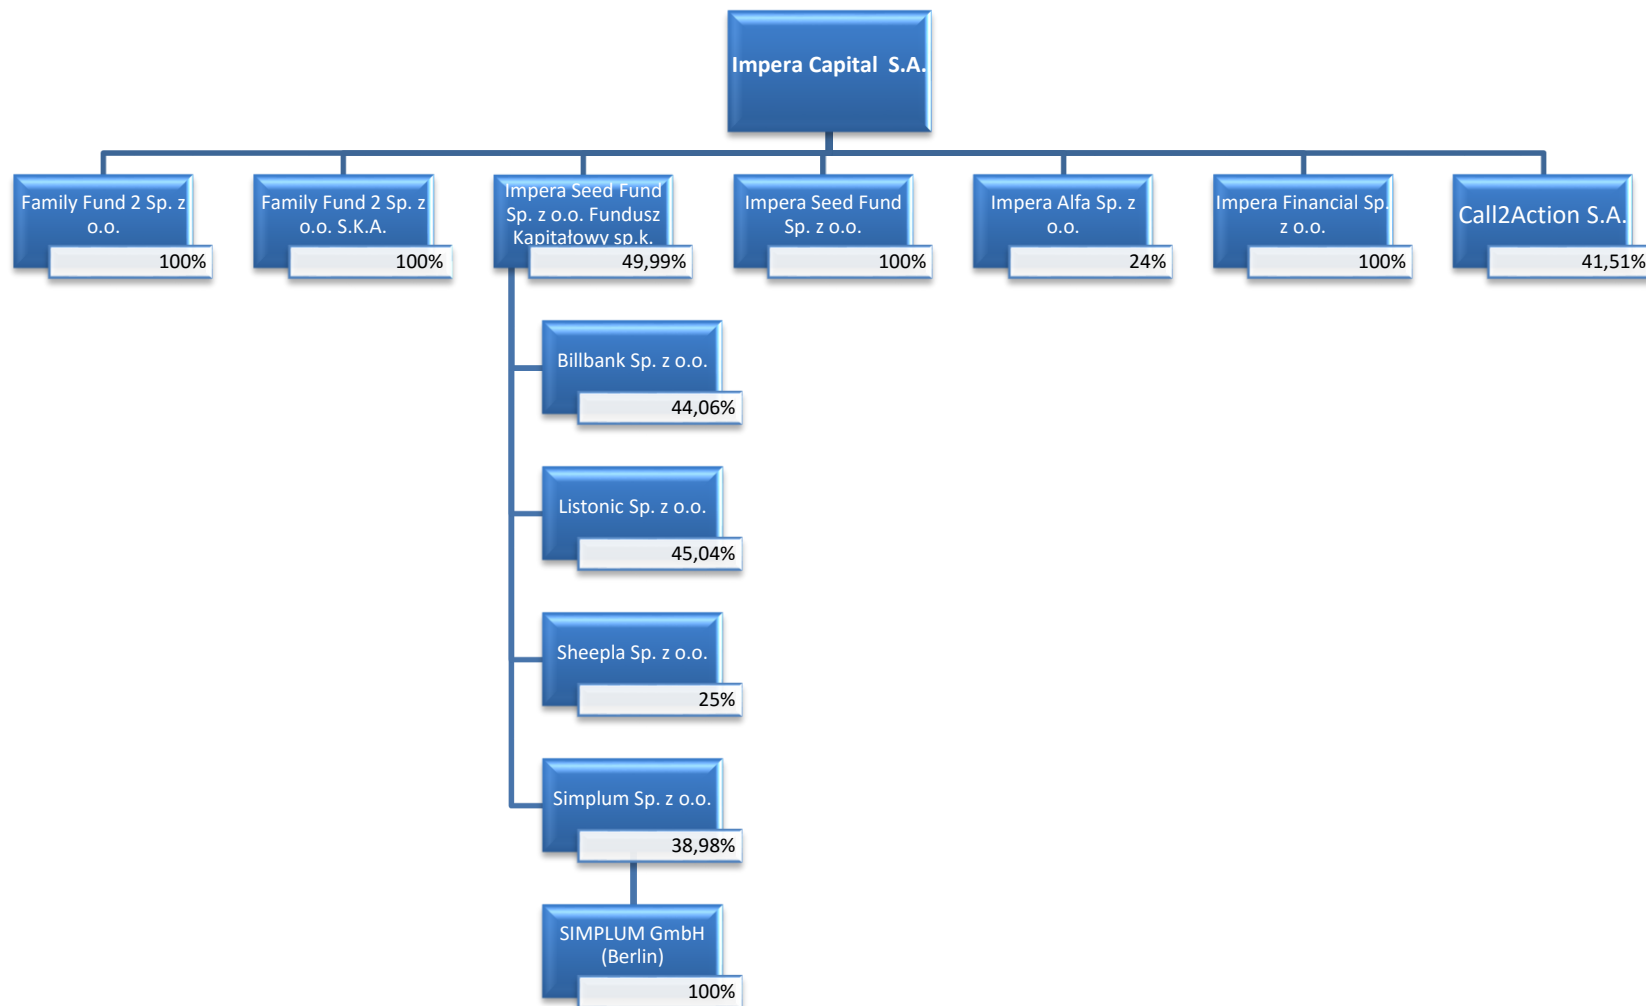 Impera Capital  S.A.
Family Fund 2 Sp. z
o.o.
100%
Family Fund 2 Sp. z
o.o. S.K.A.
100%
Impera Seed Fund
Sp. z o.o. Fundusz
Kapitałowy sp.k.
49,99%
Impera Seed Fund
Sp. z o.o.
100%
Impera Alfa Sp. z
o.o.
24%
Impera Financial Sp.
z o.o.
100%
Call2Action S.A.
41,51%
Billbank Sp. z o.o.
44,06%
Listonic Sp. z o.o.
45,04%
Sheepla Sp. z o.o.
25%
Simplum Sp. z o.o.
38,98%
SIMPLUM GmbH
(Berlin)
100%